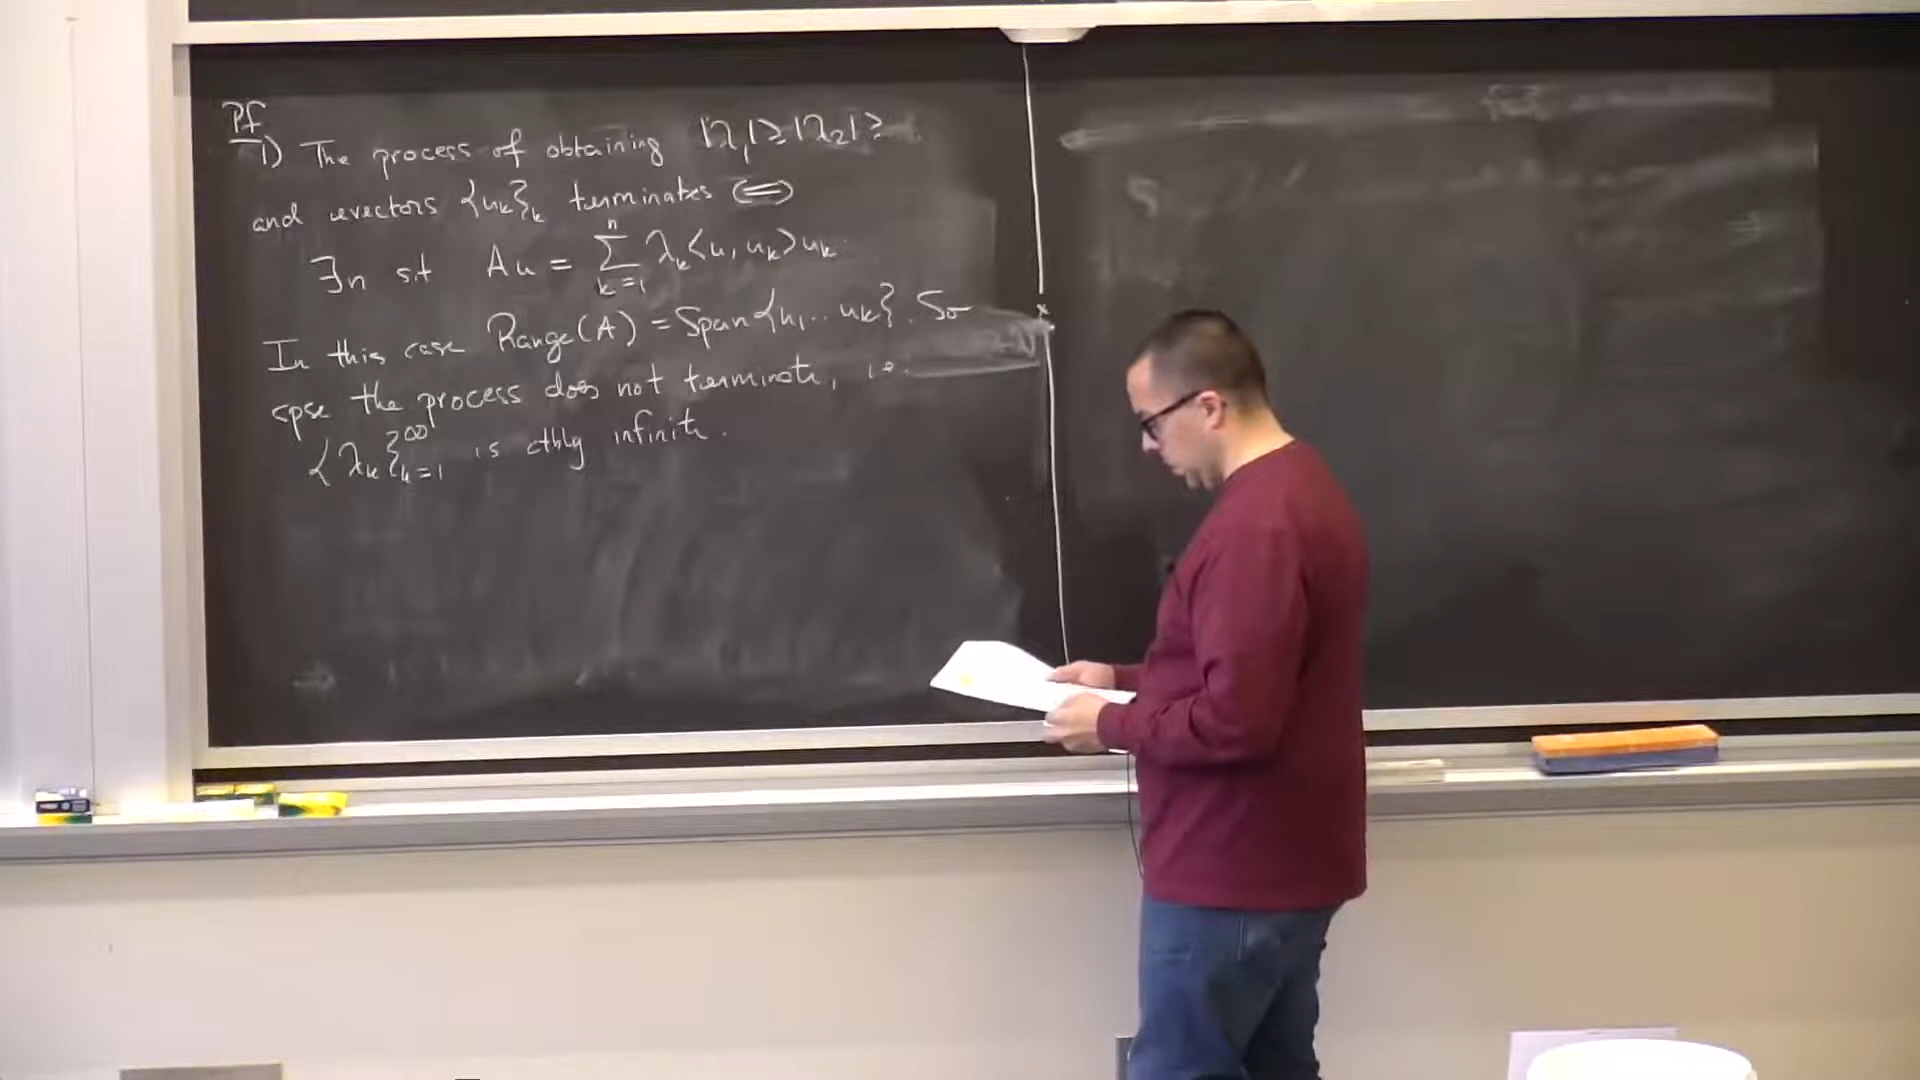 Pf
1) The process of obtaining |λ₁| ≥ |λ₂| ≥
and evectors {uₖ}ₖ terminates ⟺
∃n s.t Au = ∑ₖ₌₁ⁿ λₖ<u, uₖ>uₖ
In this case Range(A) = Span{u₁..uₖ}. So
spse the process does not terminate, i.e.
{λₖ}ₖ₌₁^∞ is ctbly infinite.